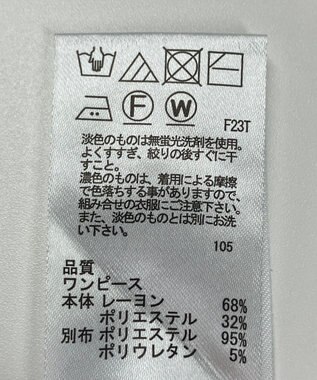 F23T
F W
淡色のものは無蛍光洗剤を使用。
よくすすぎ、絞りの後すぐに干
すこと。
濃色のものは、着用による摩擦
で色落ちする事がありますので、
組み合せの衣服にご注意下さい。
また、淡色のものとは別にお洗
い下さい。
105
品質
ワンピース
本体 レーヨン 68%
ポリエステル 32%
別布 ポリエステル 95%
ポリウレタン 5%